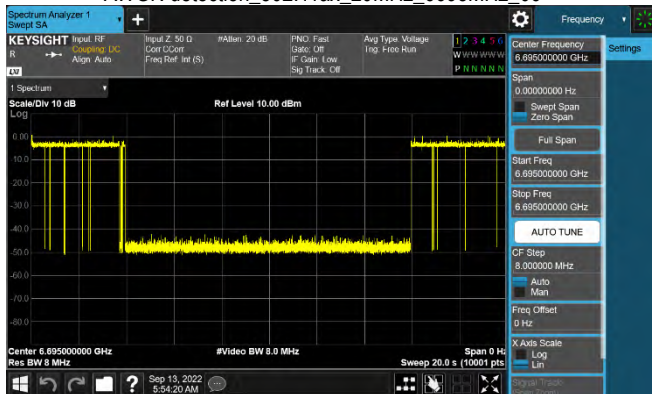 Spectrum Analyzer 1
Swept SA
Frequency
Settings
KEYSIGHT
R
LXI
Input: RF
Coupling: DC
Align: Auto
Input Z: 50 Ω
Corr CCorr
Freq Ref: Int (S)
#Atten: 20 dB
PNO: Fast
Gate: Off
IF Gain: Low
Sig Track: Off
Avg Type: Voltage
Trig: Free Run
1 2 3 4 5 6
W W W W W W
P N N N N N
1 Spectrum
Scale/Div 10 dB
Ref Level 10.00 dBm
Log
0.00
-10.0
-20.0
-30.0
-40.0
-50.0
-60.0
-70.0
-80.0
Center 6.695000000 GHz
#Video BW 8.0 MHz
Span 0 Hz
Res BW 8 MHz
Sweep 20.0 s (10001 pts
Center Frequency
6.695000000 GHz
Span
0.00000000 Hz
Swept Span
Zero Span
Full Span
Start Freq
6.695000000 GHz
Stop Freq
6.695000000 GHz
AUTO TUNE
CF Step
8.000000 MHz
Auto
Man
Freq Offset
0 Hz
X Axis Scale
Log
Lin
Signal Track
?
Sep 13, 2022
5:54:20 AM